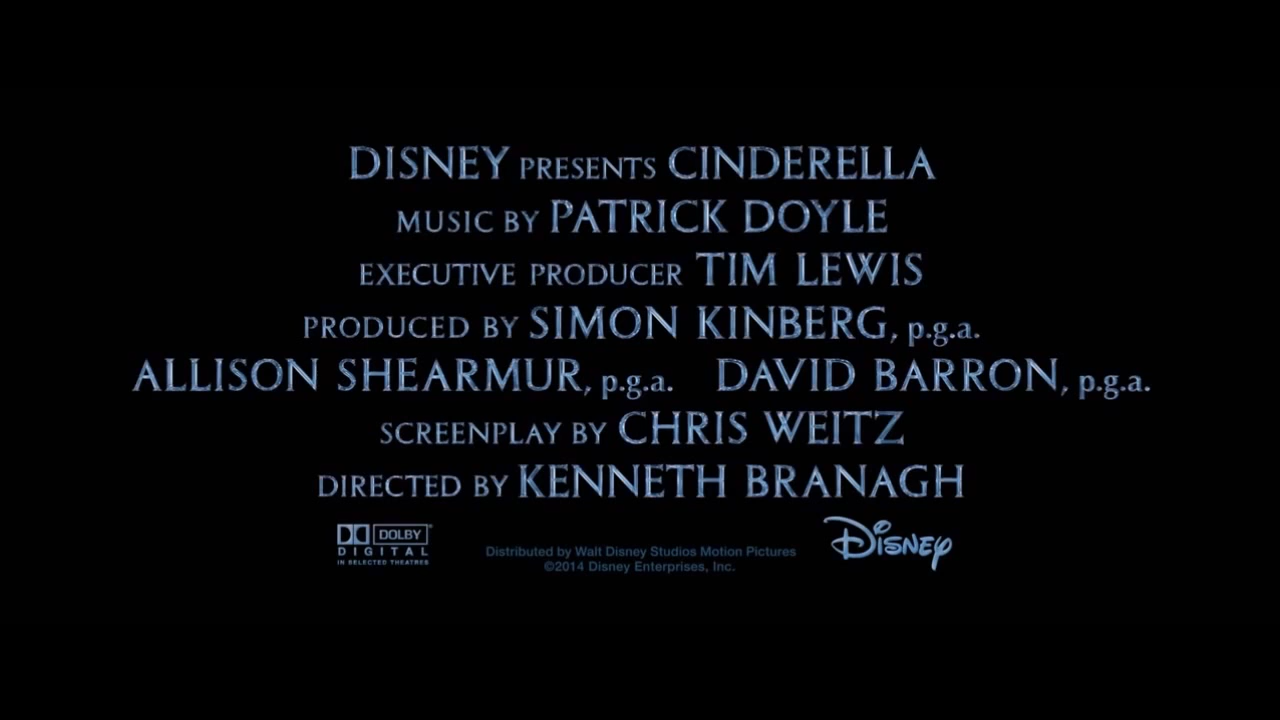 DISNEY PRESENTS CINDERELLA
MUSIC BY PATRICK DOYLE
EXECUTIVE PRODUCER TIM LEWIS
PRODUCED BY SIMON KINBERG, p.g.a.
ALLISON SHEARMUR, p.g.a. DAVID BARRON, p.g.a.
SCREENPLAY BY CHRIS WEITZ
DIRECTED BY KENNETH BRANAGH
DOLBY
DIGITAL
IN SELECTED THEATRES
Distributed by Walt Disney Studios Motion Pictures
©2014 Disney Enterprises, Inc.
Disney